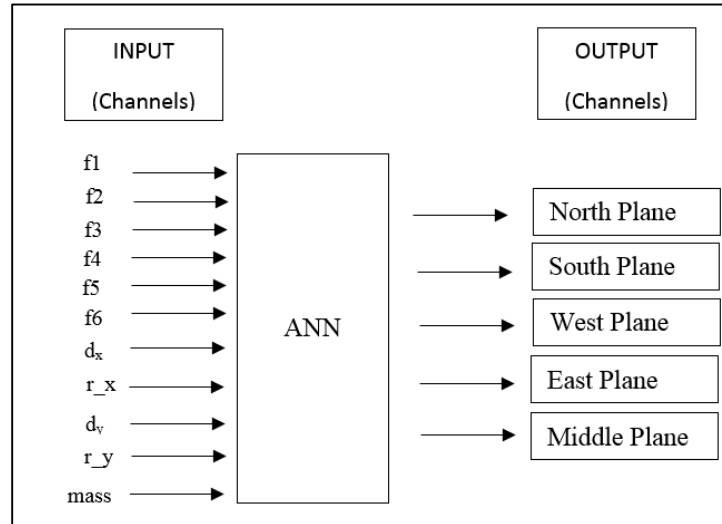 INPUT
(Channels)
OUTPUT
(Channels)
f1
f2
f3
f4
f5
f6
dₓ
r_x
dᵧ
r_y
mass
ANN
North Plane
South Plane
West Plane
East Plane
Middle Plane